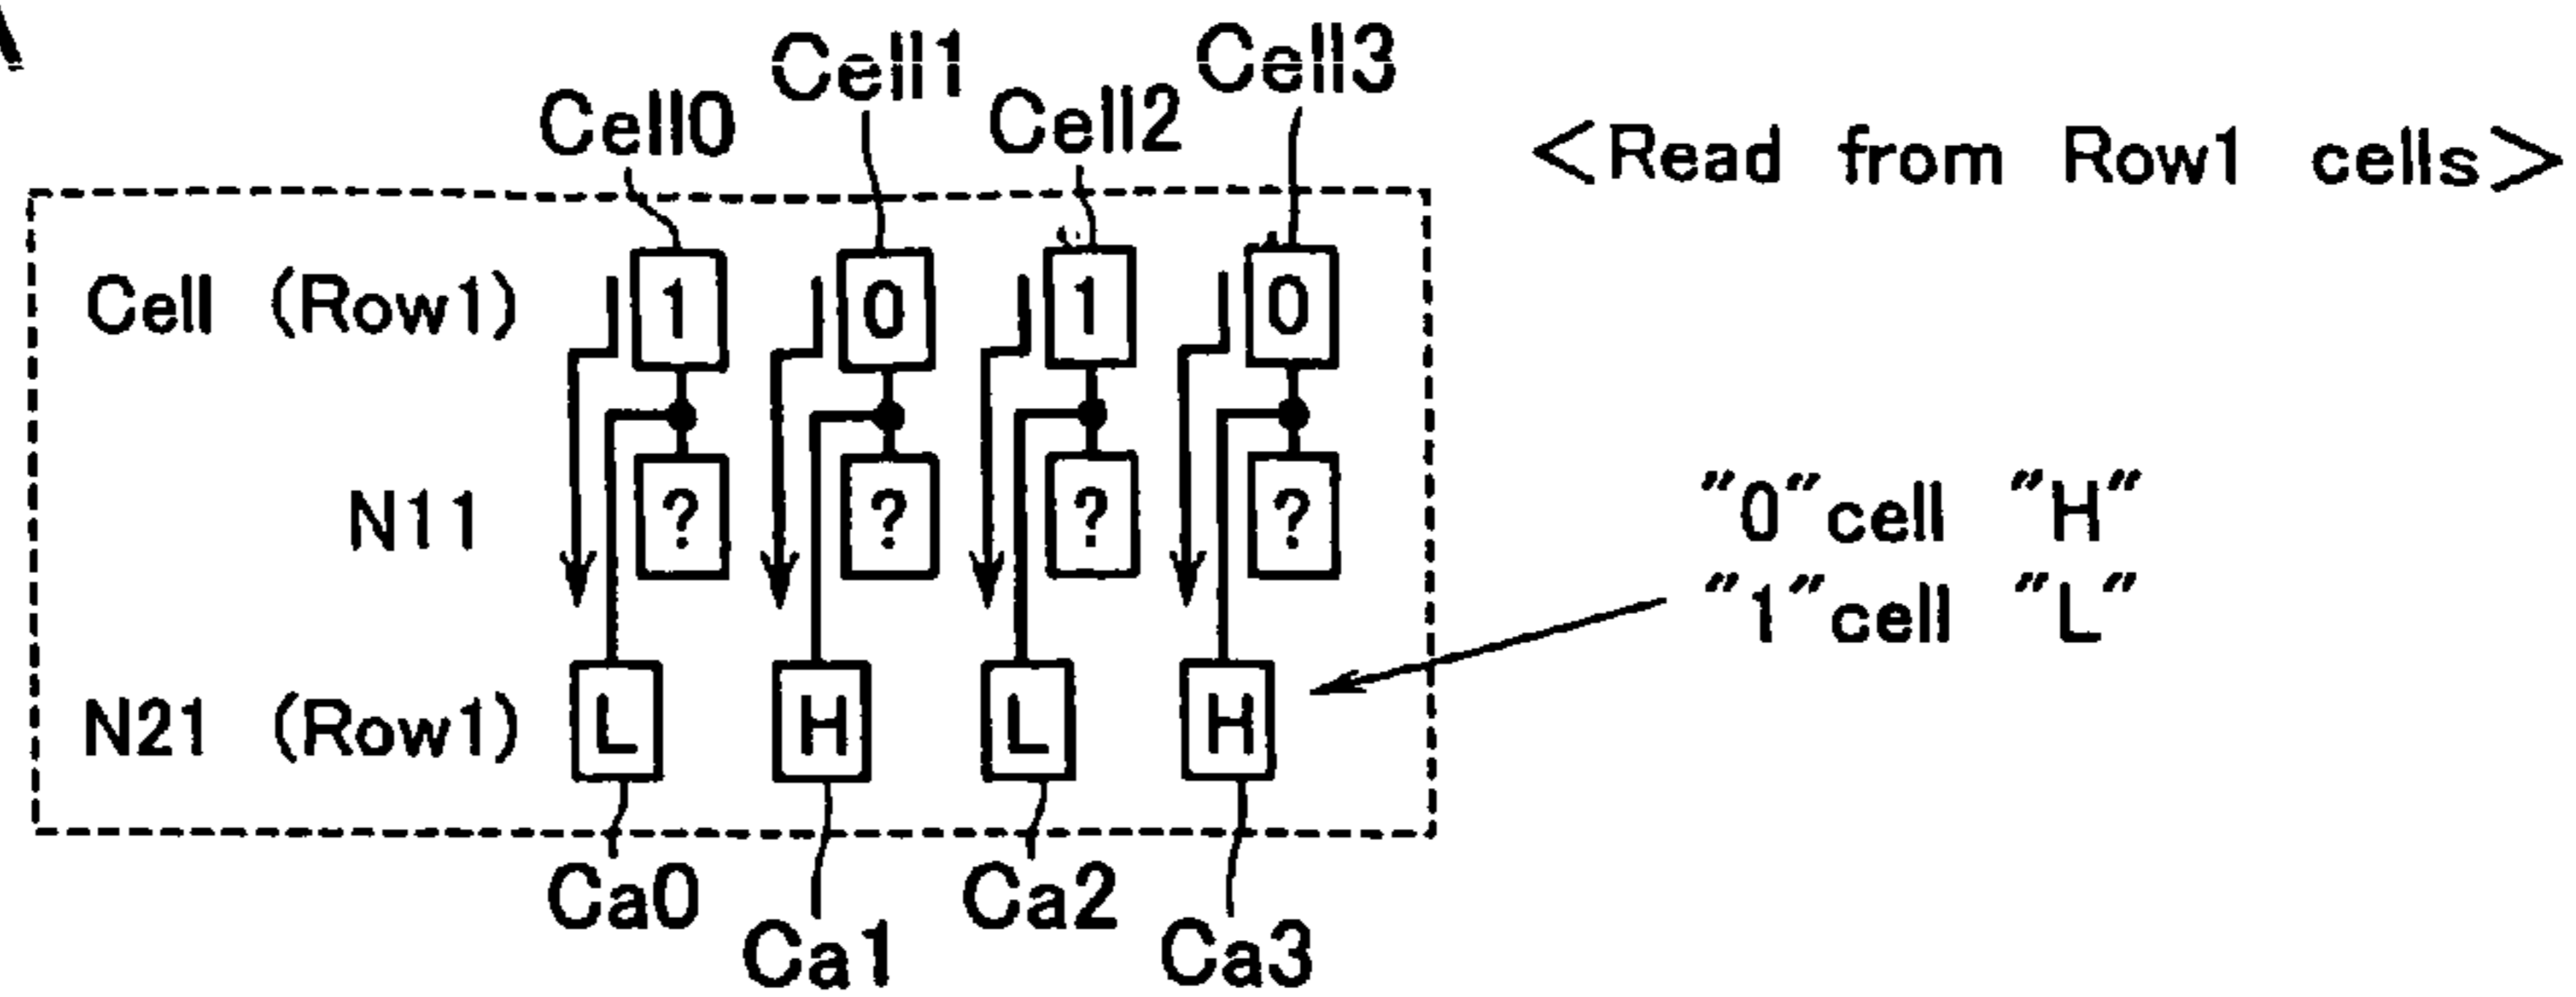 Cell0 Cell1 Cell2 Cell3
<Read from Row1 cells>
Cell (Row1) 1 0 1 0
N11 ? ? ? ?
"0"cell "H"
"1"cell "L"
N21 (Row1) L H L H
Ca0 Ca1 Ca2 Ca3